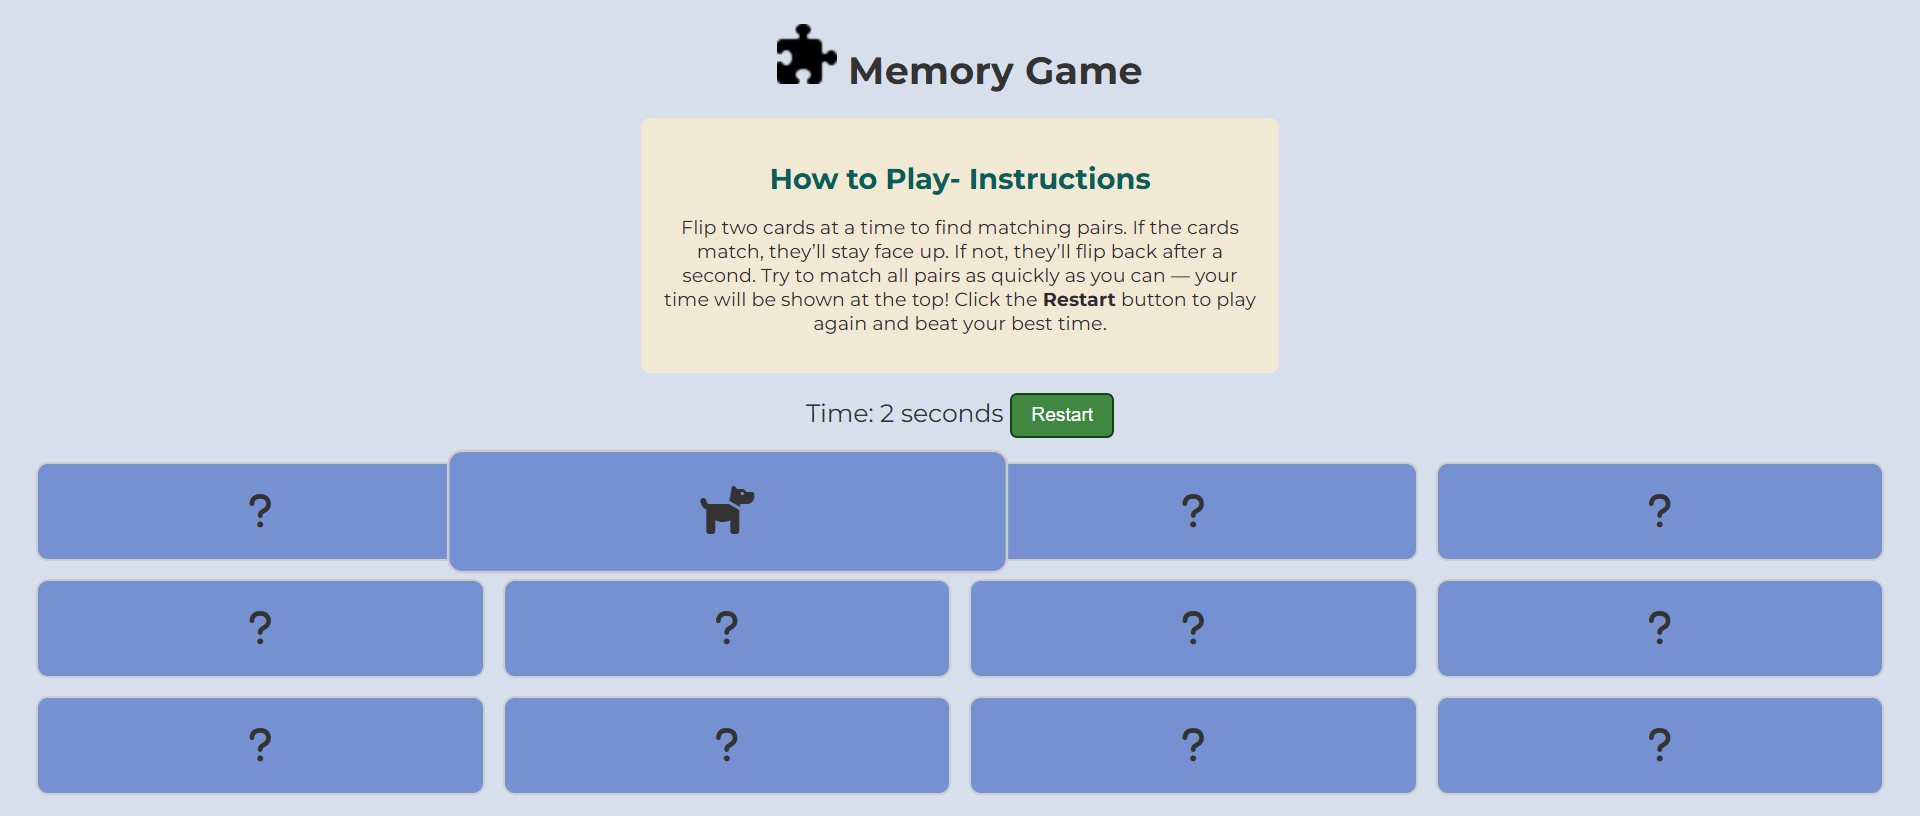 Memory Game
How to Play- Instructions
Flip two cards at a time to find matching pairs. If the cards
match, they’ll stay face up. If not, they’ll flip back after a
second. Try to match all pairs as quickly as you can — your
time will be shown at the top! Click the Restart button to play
again and beat your best time.
Time: 2 seconds Restart
? ? ?
? ? ? ?
? ? ? ?